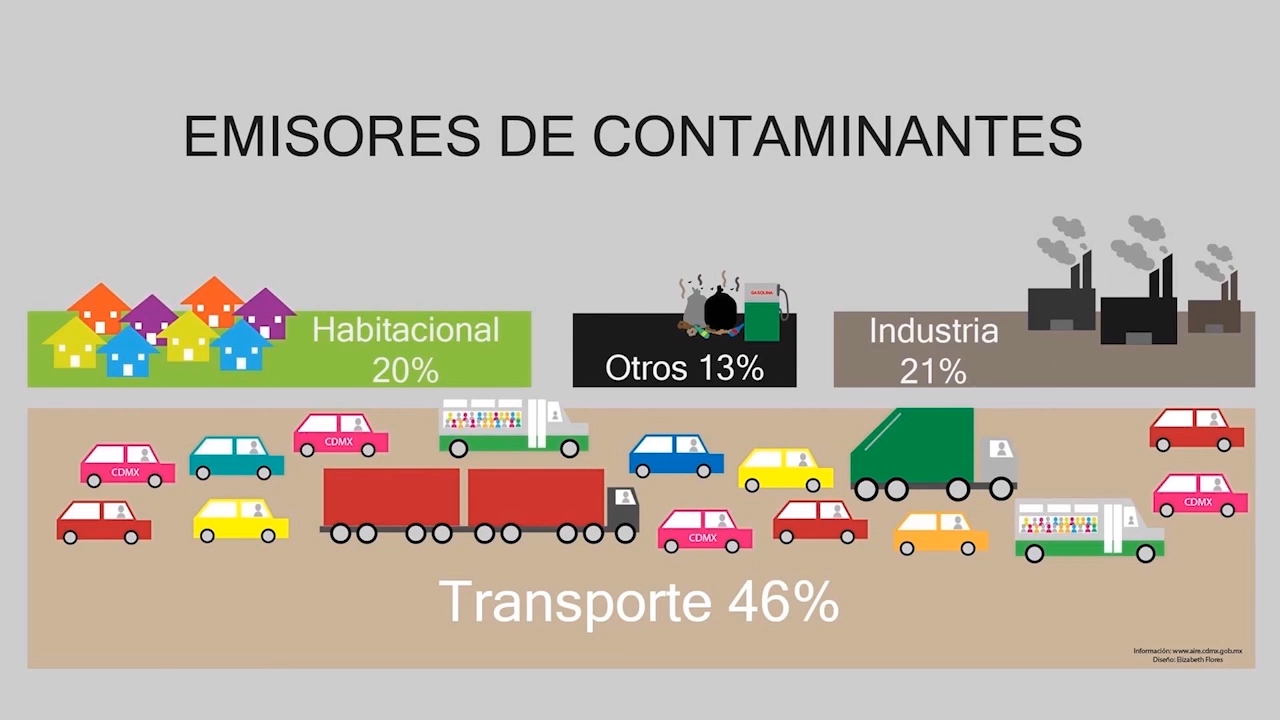 EMISORES DE CONTAMINANTES
GASOLINA
Habitacional
20%
Otros 13%
Industria
21%
CDMX
CDMX
CDMX
CDMX
Transporte 46%
Información: www.aire.cdmx.gob.mx
Diseño: Elizabeth Flores